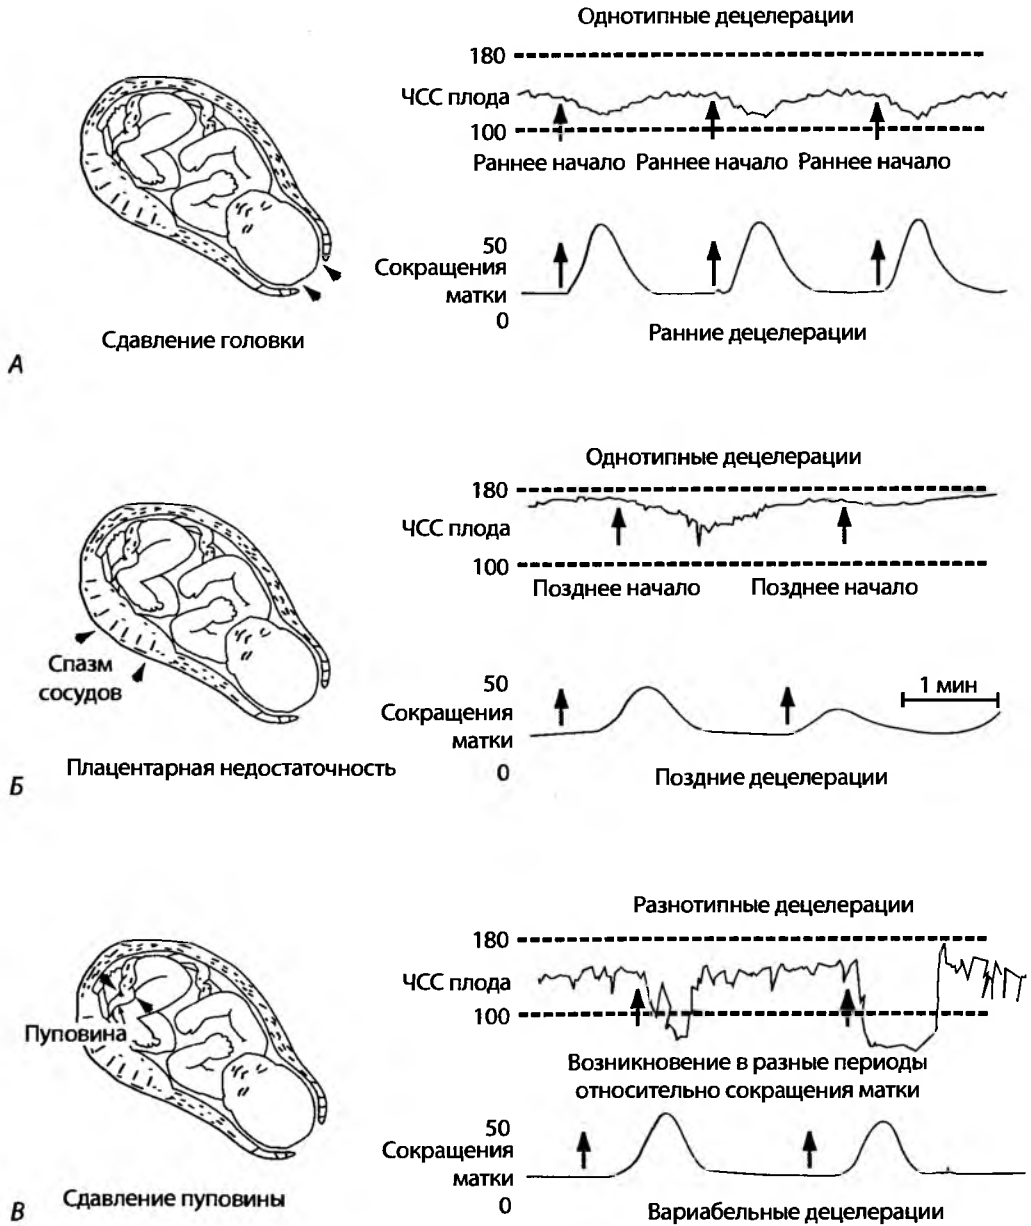 Однотипные децелерации
180
ЧСС плода
100
Раннее начало Раннее начало Раннее начало
50
Сокращения
матки
0
Ранние децелерации
Сдавление головки
А
Однотипные децелерации
180
ЧСС плода
100
Позднее начало Позднее начало
Спазм
сосудов
50
1 мин
Сокращения
матки
0
Поздние децелерации
Плацентарная недостаточность
Б
Разнотипные децелерации
180
ЧСС плода
100
Пуповина
Возникновение в разные периоды
относительно сокращения матки
50
Сокращения
матки
0
Вариабельные децелерации
Сдавление пуповины
В